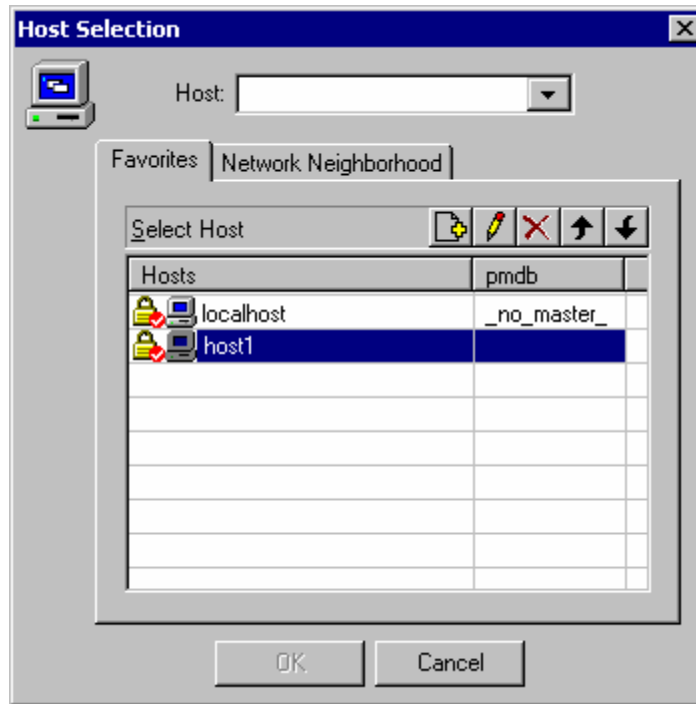 Host Selection
Host:
Favorites Network Neighborhood
Select Host
Hosts pmdb
localhost _no_master_
host1
OK Cancel